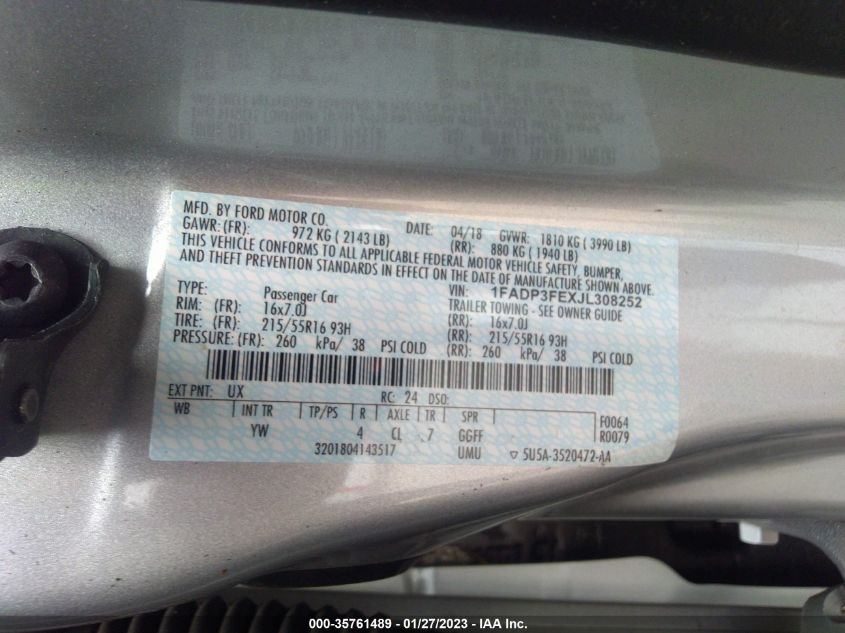 MFD. BY FORD MOTOR CO.
DATE: 04/18 GVWR: 1810 KG ( 3990 LB)
GAWR: (FR): 972 KG ( 2143 LB) (RR): 880 KG ( 1940 LB)
THIS VEHICLE CONFORMS TO ALL APPLICABLE FEDERAL MOTOR VEHICLE SAFETY, BUMPER,
AND THEFT PREVENTION STANDARDS IN EFFECT ON THE DATE OF MANUFACTURE SHOWN ABOVE.
VIN: 1FADP3FEXJL308252
TYPE: Passenger Car TRAILER TOWING - SEE OWNER GUIDE
RIM: (FR): 16x7.0J (RR): 16x7.0J
TIRE: (FR): 215/55R16 93H (RR): 215/55R16 93H
PRESSURE: (FR): 260 kPa/ 38 PSI COLD (RR): 260 kPa/ 38 PSI COLD
EXT PNT: UX RC: 24 DSO:
WB INT TR TP/PS R AXLE TR SPR F0064
YW 4 CL 7 GGFF R0079
3201804143517 UMU ▽ 5U5A-3520472-AA
000-35761489 - 01/27/2023 - © IAA Inc.